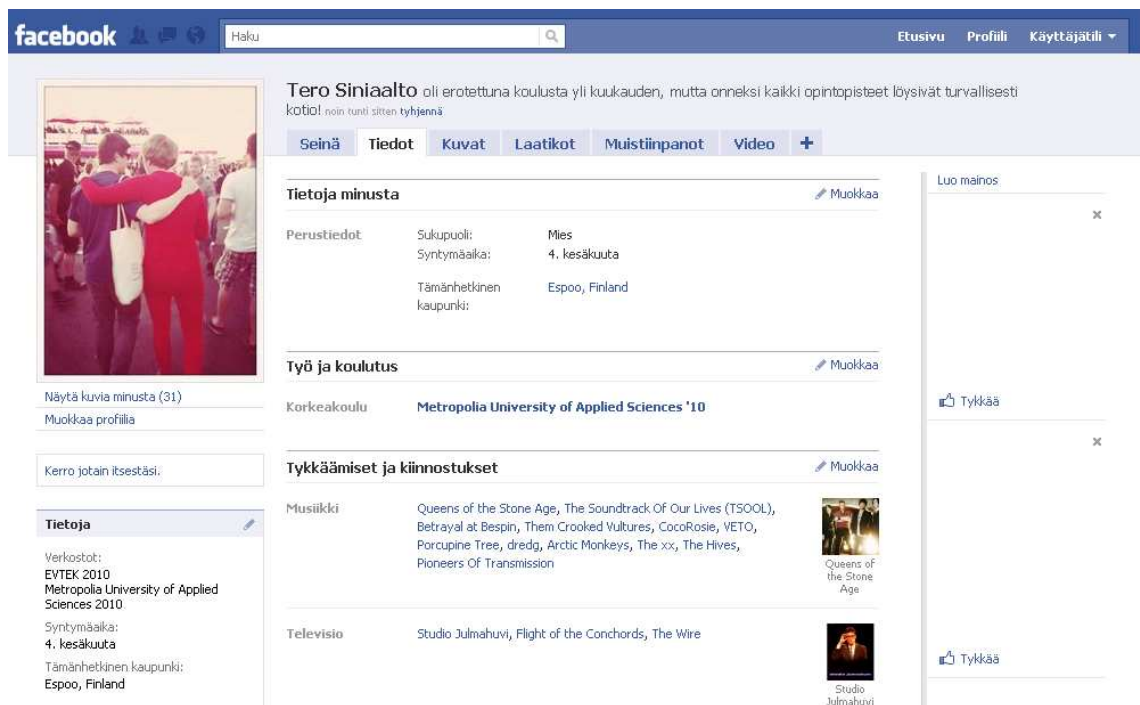 facebook
Haku
Etusivu Profiili Käyttäjätili
Tero Siniaalto oli erotettuna koulusta yli kuukauden, mutta onneksi kaikki opintopisteet löysivät turvallisesti
kotio! noin tunti sitten tyhjennä
Seinä Tiedot Kuvat Laatikot Muistiinpanot Video +
Näytä kuvia minusta (31)
Muokkaa profiilia
Kerro jotain itsestäsi.
Tietoja
Verkostot:
EVTEK 2010
Metropolia University of Applied
Sciences 2010
Syntymäaika:
4. kesäkuuta
Tämänhetkinen kaupunki:
Espoo, Finland
Tietoja minusta Muokkaa
Perustiedot Sukupuoli: Mies
Syntymäaika: 4. kesäkuuta
Tämänhetkinen Espoo, Finland
kaupunki:
Työ ja koulutus Muokkaa
Korkeakoulu Metropolia University of Applied Sciences '10
Tykkäämiset ja kiinnostukset Muokkaa
Musiikki Queens of the Stone Age, The Soundtrack Of Our Lives (TSOOL),
Betrayal at Bespin, Them Crooked Vultures, CocoRosie, VETO,
Porcupine Tree, dredg, Arctic Monkeys, The xx, The Hives,
Pioneers Of Transmission
Queens of
the Stone
Age
Televisio Studio Julmahuvi, Flight of the Conchords, The Wire
Studio
Julmahuvi
Luo mainos
Tykkää
Tykkää